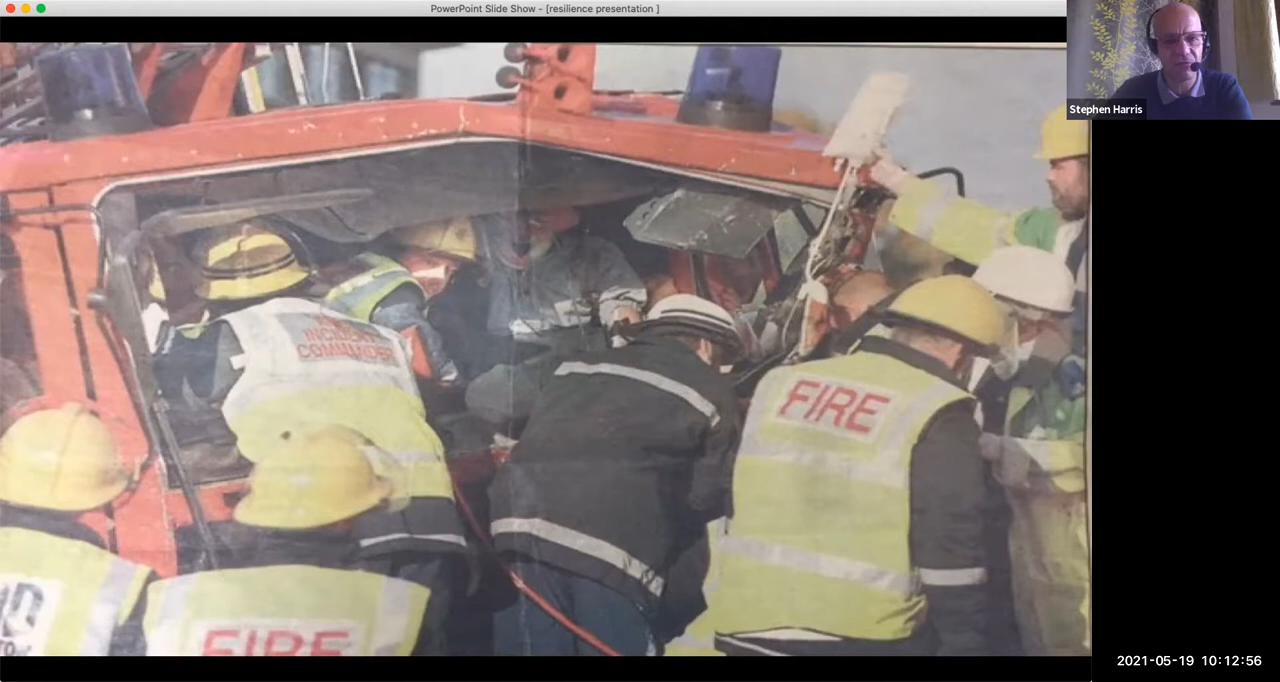 PowerPoint Slide Show - [resilience presentation ]
Stephen Harris
INCIDENT
COMMANDER
FIRE
FIRE
2021-05-19 10:12:56